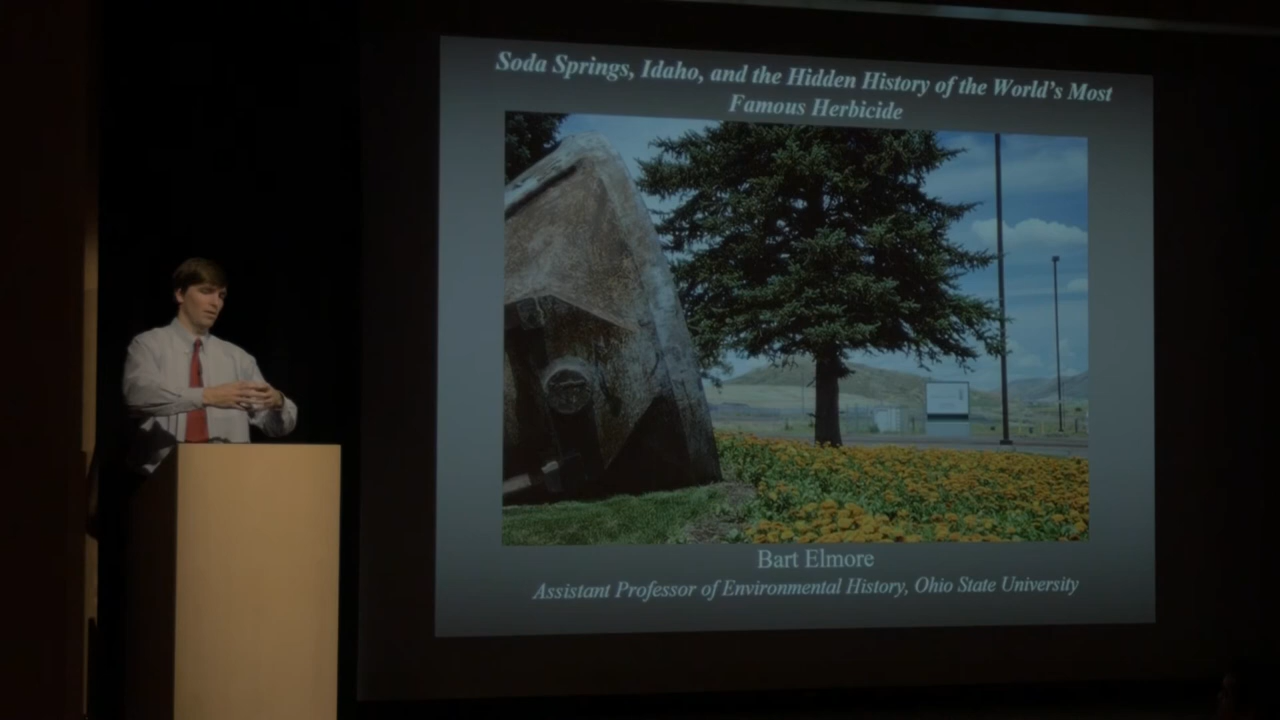 Soda Springs, Idaho, and the Hidden History of the World's Most
Famous Herbicide
Bart Elmore
Assistant Professor of Environmental History, Ohio State University